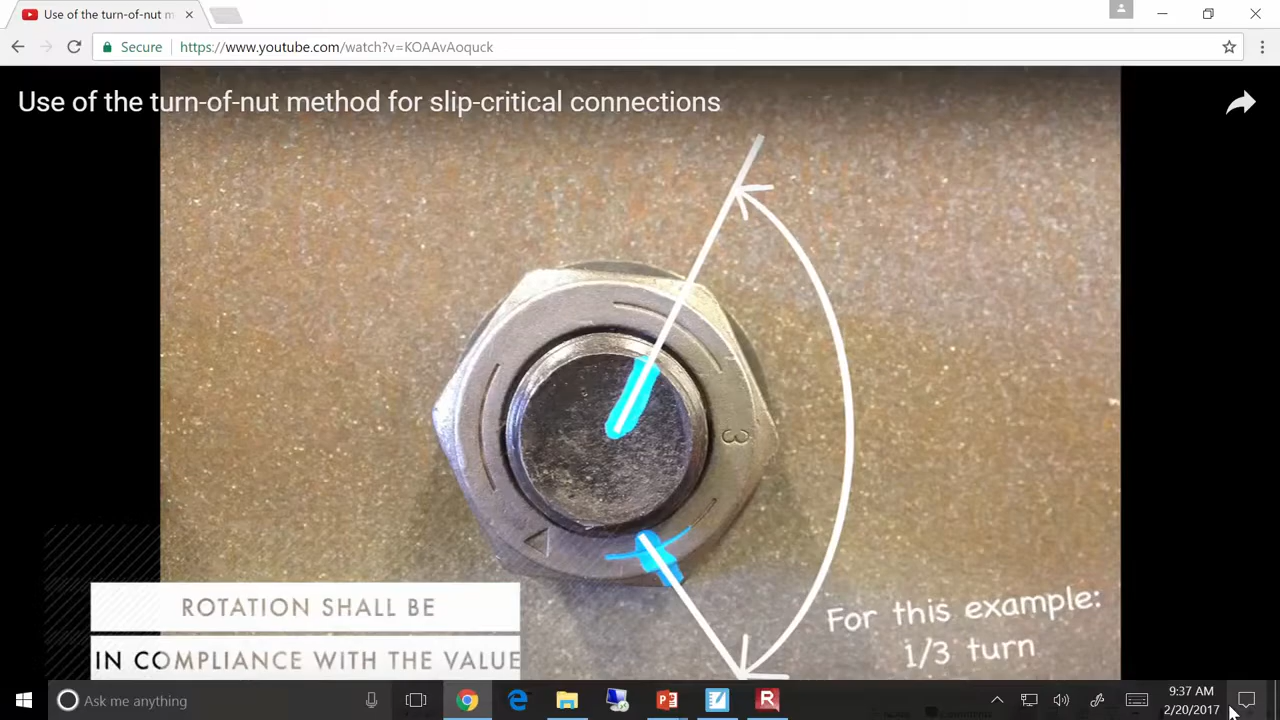 Use of the turn-of-nut m
Secure
https://www.youtube.com/watch?v=KOAAvAoquck
Use of the turn-of-nut method for slip-critical connections
3
For this example:
1/3 turn
ROTATION SHALL BE
IN COMPLIANCE WITH THE VALUE
Ask me anything
9:37 AM
2/20/2017